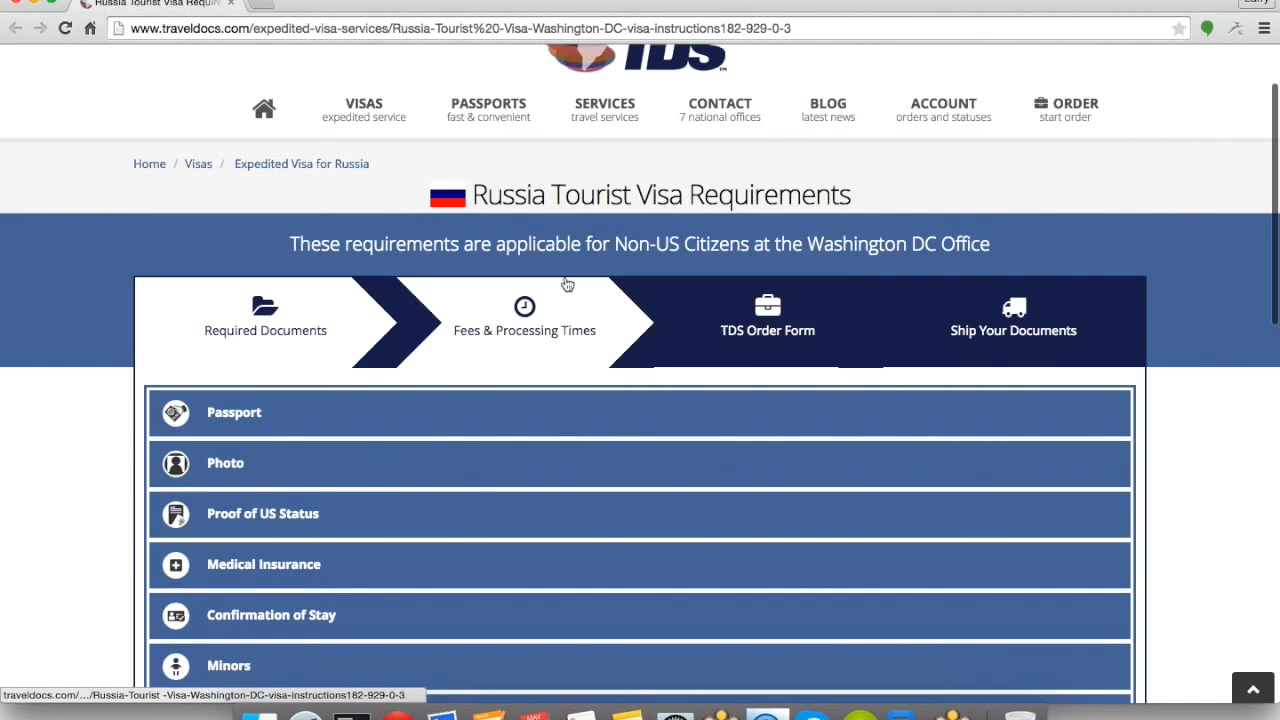 Russia Tourist Visa Require
Larry
www.traveldocs.com/expedited-visa-services/Russia-Tourist%20-Visa-Washington-DC-visa-instructions182-929-0-3
TDS
VISAS
expedited service
PASSPORTS
fast & convenient
SERVICES
travel services
CONTACT
7 national offices
BLOG
latest news
ACCOUNT
orders and statuses
ORDER
start order
Home / Visas / Expedited Visa for Russia
Russia Tourist Visa Requirements
These requirements are applicable for Non-US Citizens at the Washington DC Office
Required Documents
Fees & Processing Times
TDS Order Form
Ship Your Documents
Passport
Photo
Proof of US Status
Medical Insurance
Confirmation of Stay
Minors
traveldocs.com/.../Russia-Tourist -Visa-Washington-DC-visa-instructions182-929-0-3
MAY